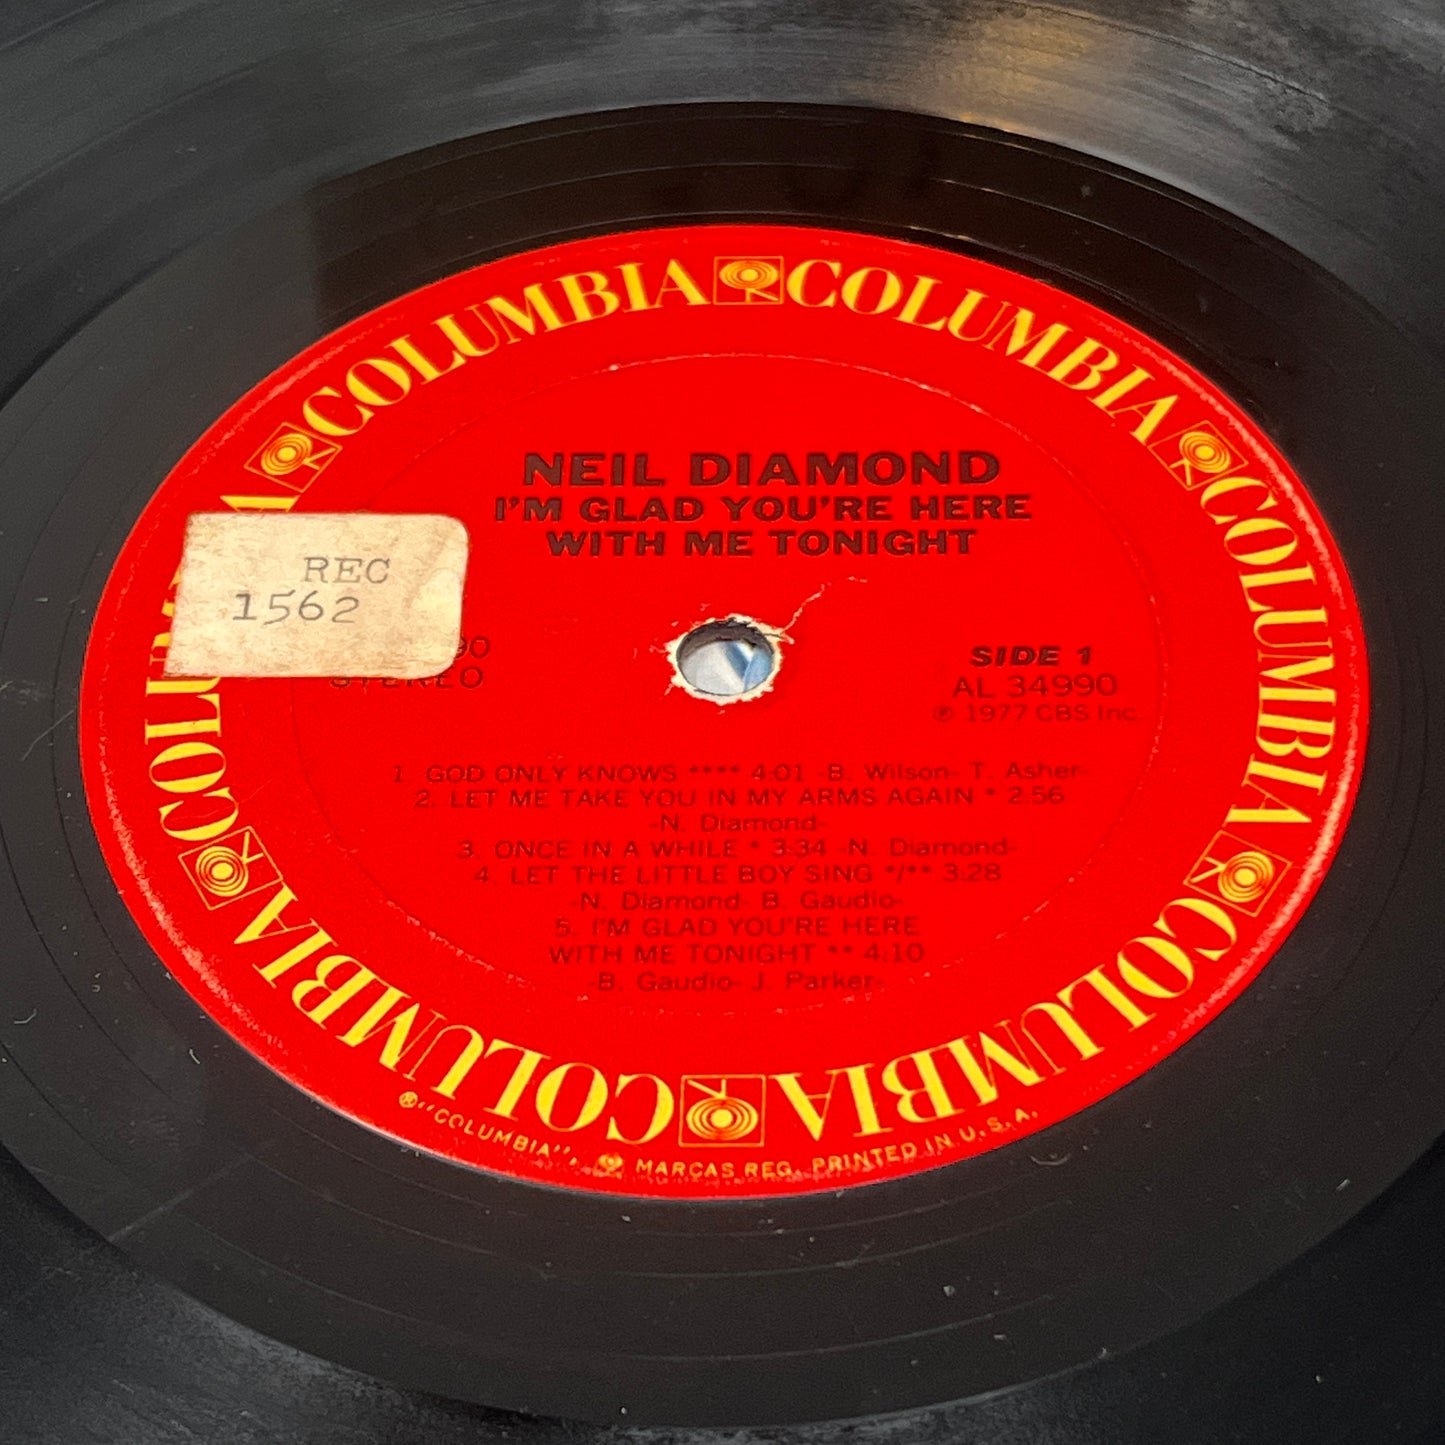 COLUMBIA COLUMBIA COLUMBIA COLUMBIA COLUMBIA COLUMBIA
NEIL DIAMOND
I'M GLAD YOU'RE HERE
WITH ME TONIGHT
REC
1562
90
STEREO
SIDE 1
AL 34990
℗ 1977 CBS Inc.
1. GOD ONLY KNOWS **** 4:01 -B. Wilson- T. Asher-
2. LET ME TAKE YOU IN MY ARMS AGAIN * 2:56
-N. Diamond-
3. ONCE IN A WHILE * 3:34 -N. Diamond-
4. LET THE LITTLE BOY SING */** 3:28
-N. Diamond- B. Gaudio-
5. I'M GLAD YOU'RE HERE
WITH ME TONIGHT ** 4:10
-B. Gaudio- J. Parker-
®"COLUMBIA", MARCAS REG. PRINTED IN U.S.A.